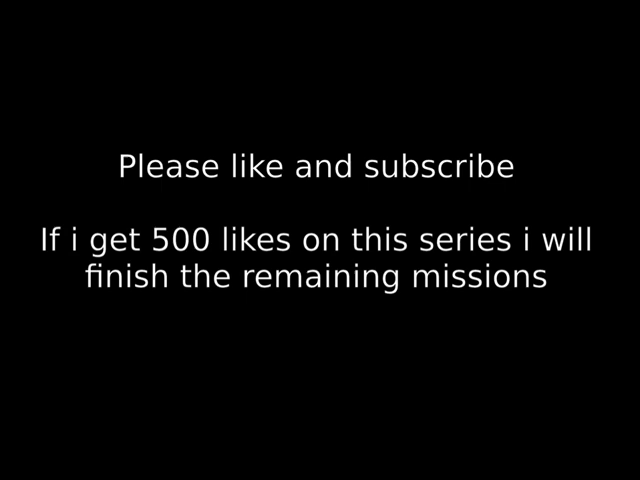 Please like and subscribe
If i get 500 likes on this series i will
finish the remaining missions